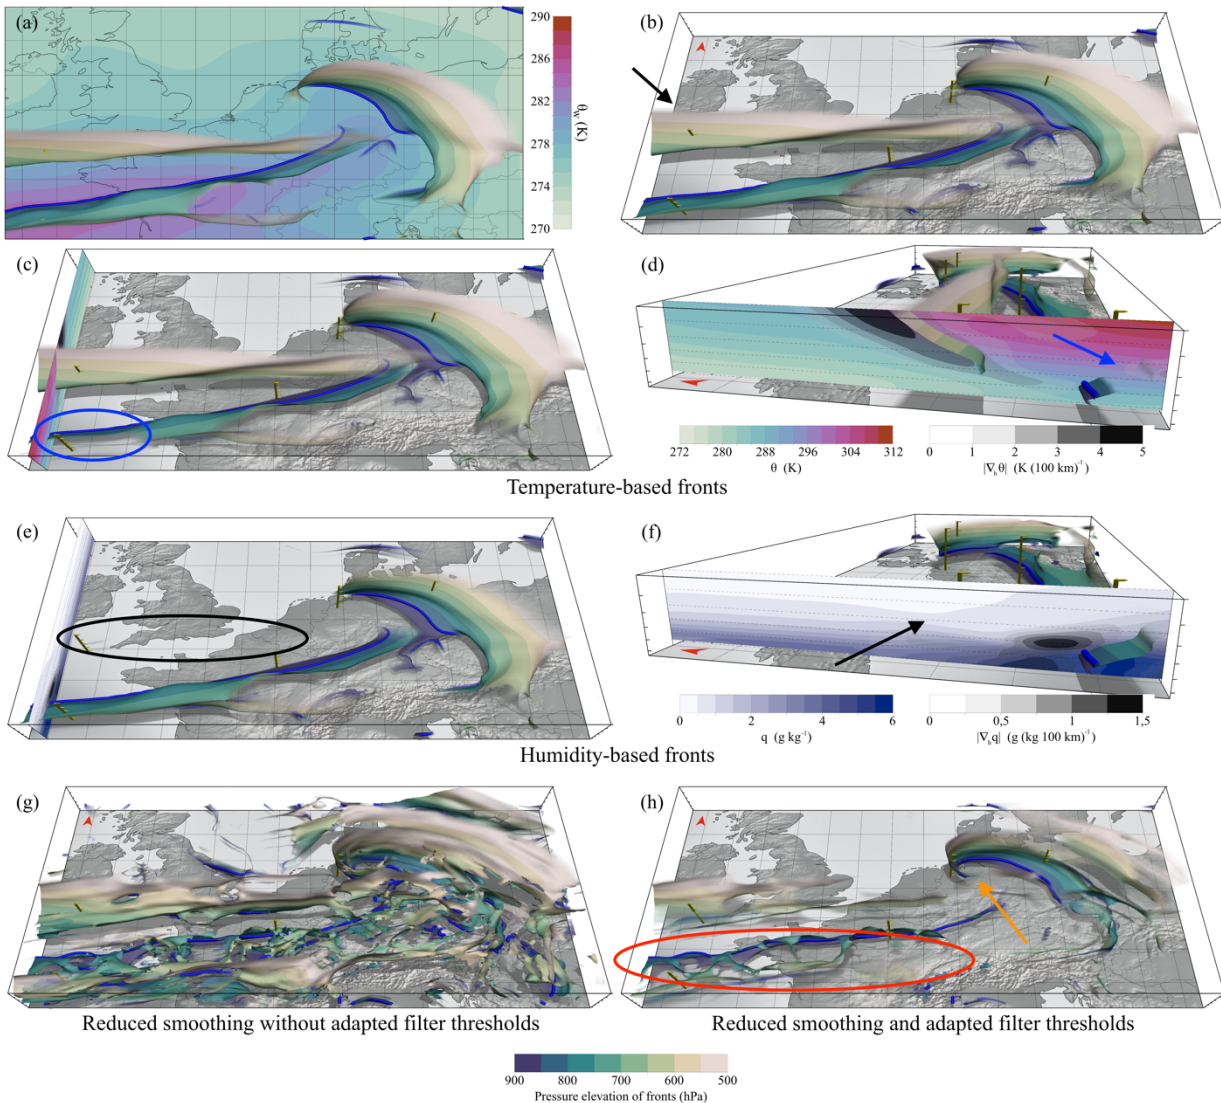 (a)
290
286
282
278
274
270
θw (K)
(b)
(c)
(d)
272 280 288 296 304 312
θ (K)
0 1 2 3 4 5
|∇hθ| (K (100 km)-1
Temperature-based fronts
(e)
(f)
0 2 4 6
q (g kg-1)
0 0,5 1 1,5
|∇hq| (g (kg 100 km)-1
Humidity-based fronts
(g)
(h)
Reduced smoothing without adapted filter thresholds
Reduced smoothing and adapted filter thresholds
900 800 700 600 500
Pressure elevation of fronts (hPa)